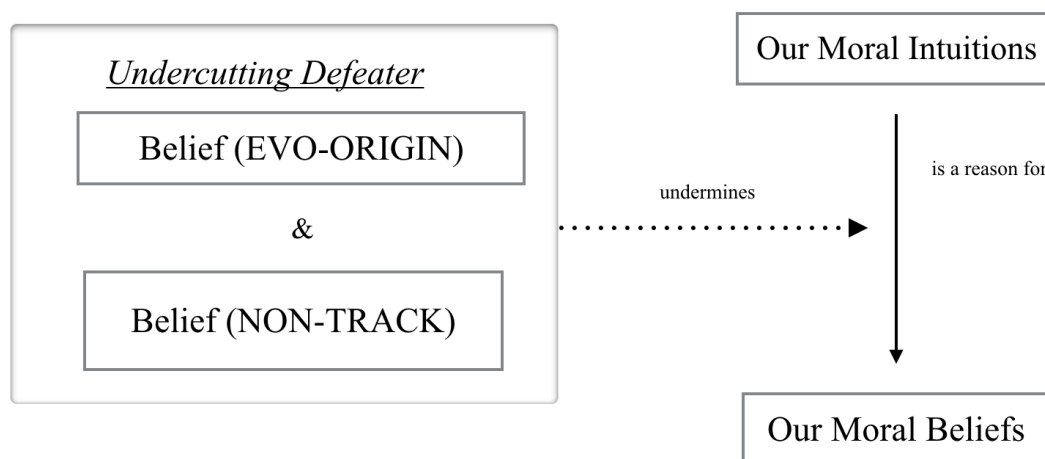 Undercutting Defeater
Belief (EVO-ORIGIN)
&
Belief (NON-TRACK)
undermines
Our Moral Intuitions
is a reason for
Our Moral Beliefs